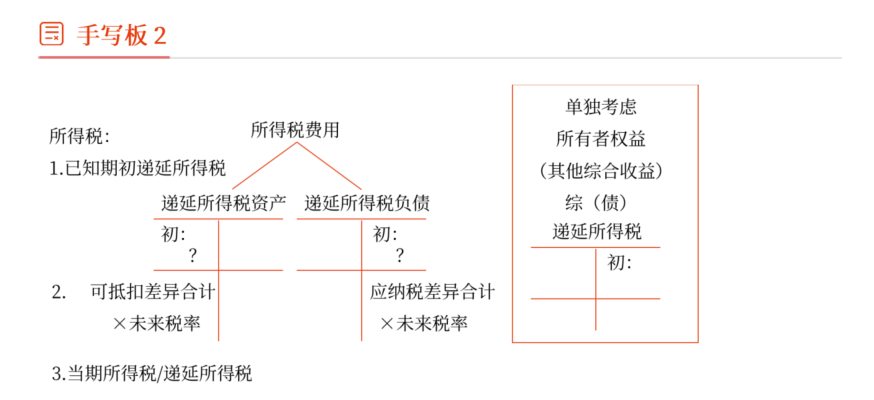 手写板 2
所得税：
1.已知期初递延所得税
所得税费用
递延所得税资产 递延所得税负债
初： 初：
？ ？
2. 可抵扣差异合计 应纳税差异合计
×未来税率 ×未来税率
3.当期所得税/递延所得税
单独考虑
所有者权益
（其他综合收益）
综（债）
递延所得税
初：